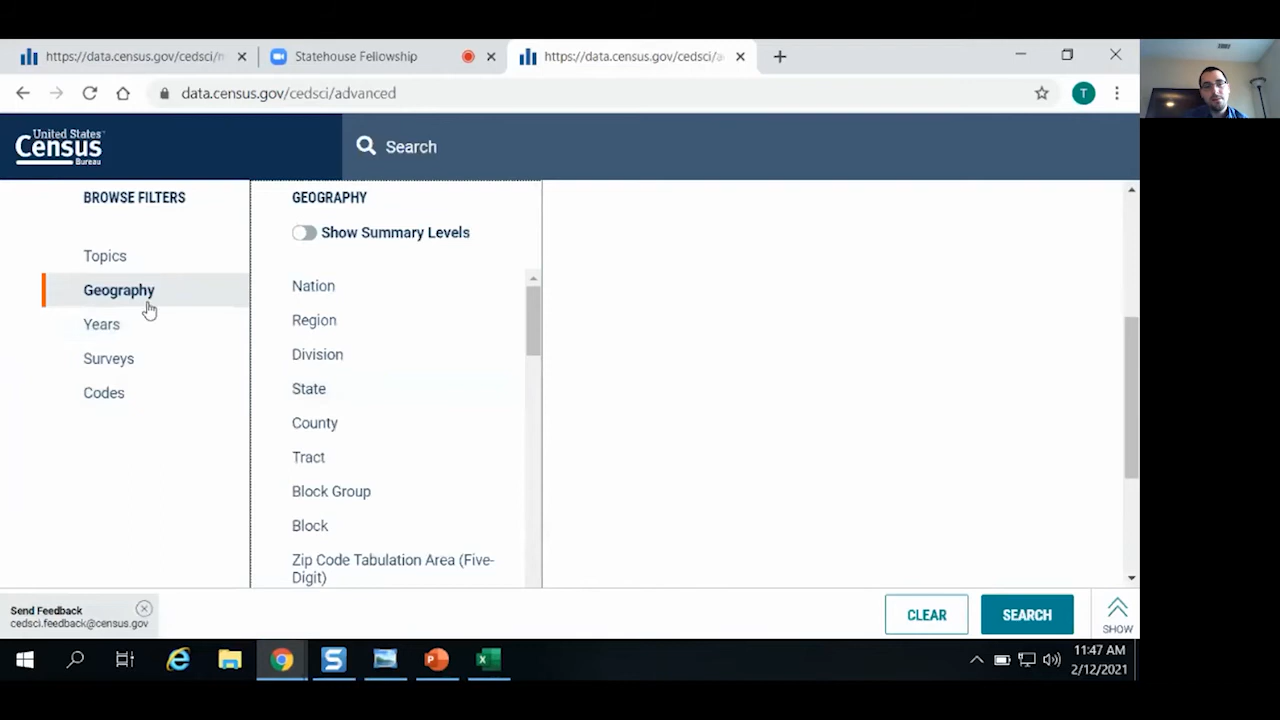 https://data.census.gov/cedsci/n
Statehouse Fellowship
https://data.census.gov/cedsci/a
data.census.gov/cedsci/advanced
T
United States
Census
Bureau
Search
BROWSE FILTERS
Topics
Geography
Years
Surveys
Codes
GEOGRAPHY
Show Summary Levels
Nation
Region
Division
State
County
Tract
Block Group
Block
Zip Code Tabulation Area (Five-
Digit)
Send Feedback
cedsci.feedback@census.gov
CLEAR
SEARCH
SHOW
11:47 AM
2/12/2021